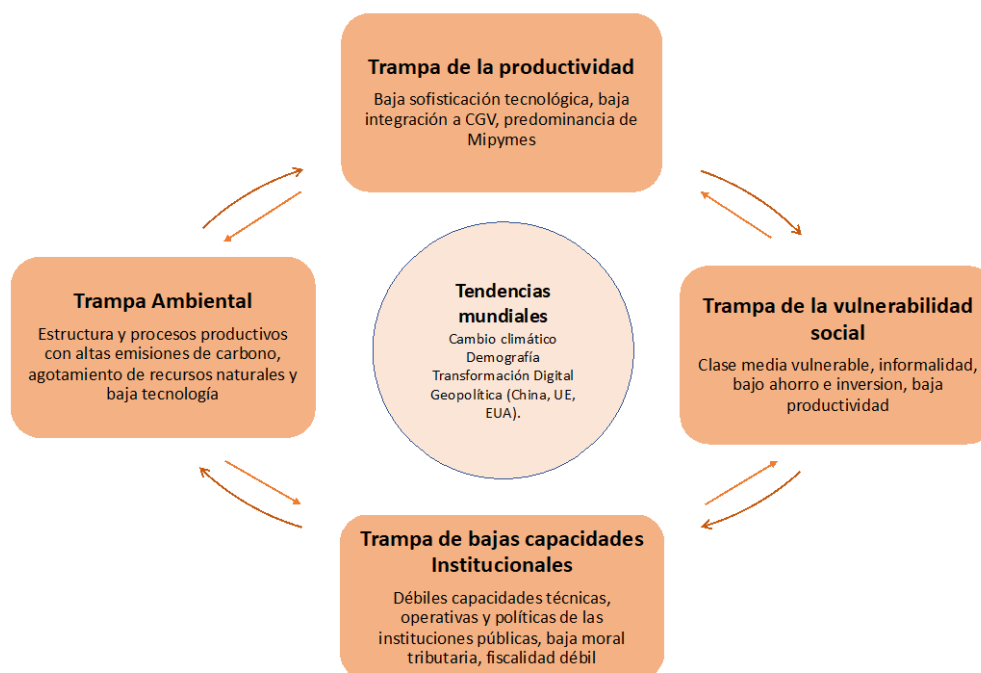 Trampa de la productividad
Baja sofisticación tecnológica, baja
integración a CGV, predominancia de
Mipymes
Trampa Ambiental
Estructura y procesos productivos
con altas emisiones de carbono,
agotamiento de recursos naturales y
baja tecnología
Tendencias
mundiales
Cambio climático
Demografía
Transformación Digital
Geopolítica (China, UE,
EUA).
Trampa de la vulnerabilidad
social
Clase media vulnerable, informalidad,
bajo ahorro e inversion, baja
productividad
Trampa de bajas capacidades
Institucionales
Débiles capacidades técnicas,
operativas y políticas de las
instituciones públicas, baja moral
tributaria, fiscalidad débil